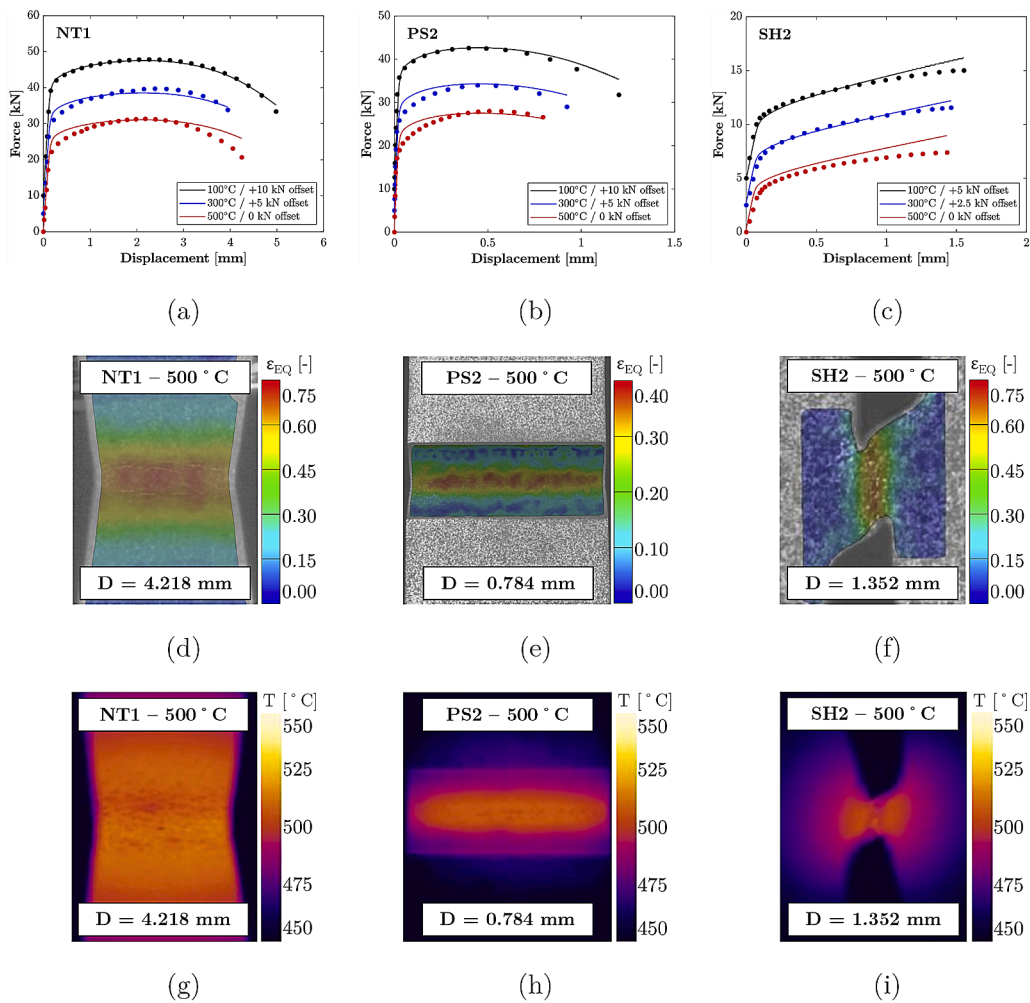 NT1
60
50
40
30
20
10
0
Force [kN]
0 1 2 3 4 5 6
Displacement [mm]
100°C / +10 kN offset
300°C / +5 kN offset
500°C / 0 kN offset
(a)
PS2
50
40
30
20
10
0
Force [kN]
0 0.5 1 1.5
Displacement [mm]
100°C / +10 kN offset
300°C / +5 kN offset
500°C / 0 kN offset
(b)
SH2
20
15
10
5
0
Force [kN]
0 0.5 1 1.5 2
Displacement [mm]
100°C / +5 kN offset
300°C / +2.5 kN offset
500°C / 0 kN offset
(c)
NT1 – 500 °C
εEQ [-]
0.75
0.60
0.45
0.30
0.15
0.00
D = 4.218 mm
(d)
PS2 – 500 °C
εEQ [-]
0.40
0.30
0.20
0.10
0.00
D = 0.784 mm
(e)
SH2 – 500 °C
εEQ [-]
0.75
0.60
0.45
0.30
0.15
0.00
D = 1.352 mm
(f)
NT1 – 500 °C
T [°C]
550
525
500
475
450
D = 4.218 mm
(g)
PS2 – 500 °C
T [°C]
550
525
500
475
450
D = 0.784 mm
(h)
SH2 – 500 °C
T [°C]
550
525
500
475
450
D = 1.352 mm
(i)